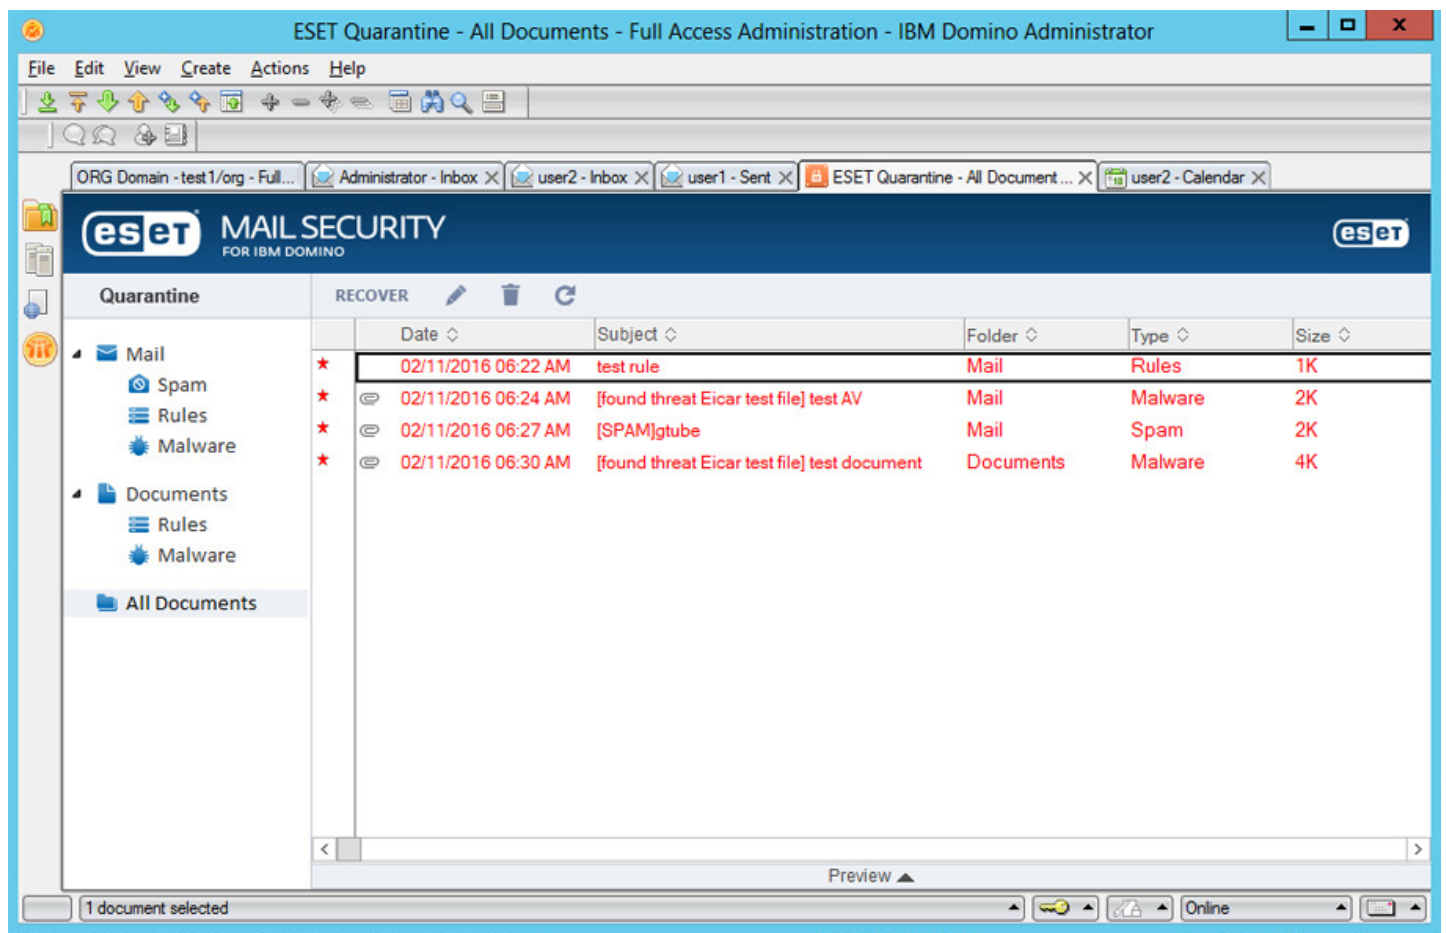 ESET Quarantine - All Documents - Full Access Administration - IBM Domino Administrator
File Edit View Create Actions Help
ORG Domain - test1/org - Full... Administrator - Inbox user2 - Inbox user1 - Sent ESET Quarantine - All Document ... user2 - Calendar
eset MAIL SECURITY eset
FOR IBM DOMINO
Quarantine RECOVER
Date Subject Folder Type Size
02/11/2016 06:22 AM test rule Mail Rules 1K
02/11/2016 06:24 AM [found threat Eicar test file] test AV Mail Malware 2K
02/11/2016 06:27 AM [SPAM]gtube Mail Spam 2K
02/11/2016 06:30 AM [found threat Eicar test file] test document Documents Malware 4K
Mail
Spam
Rules
Malware
Documents
Rules
Malware
All Documents
Preview
1 document selected Online